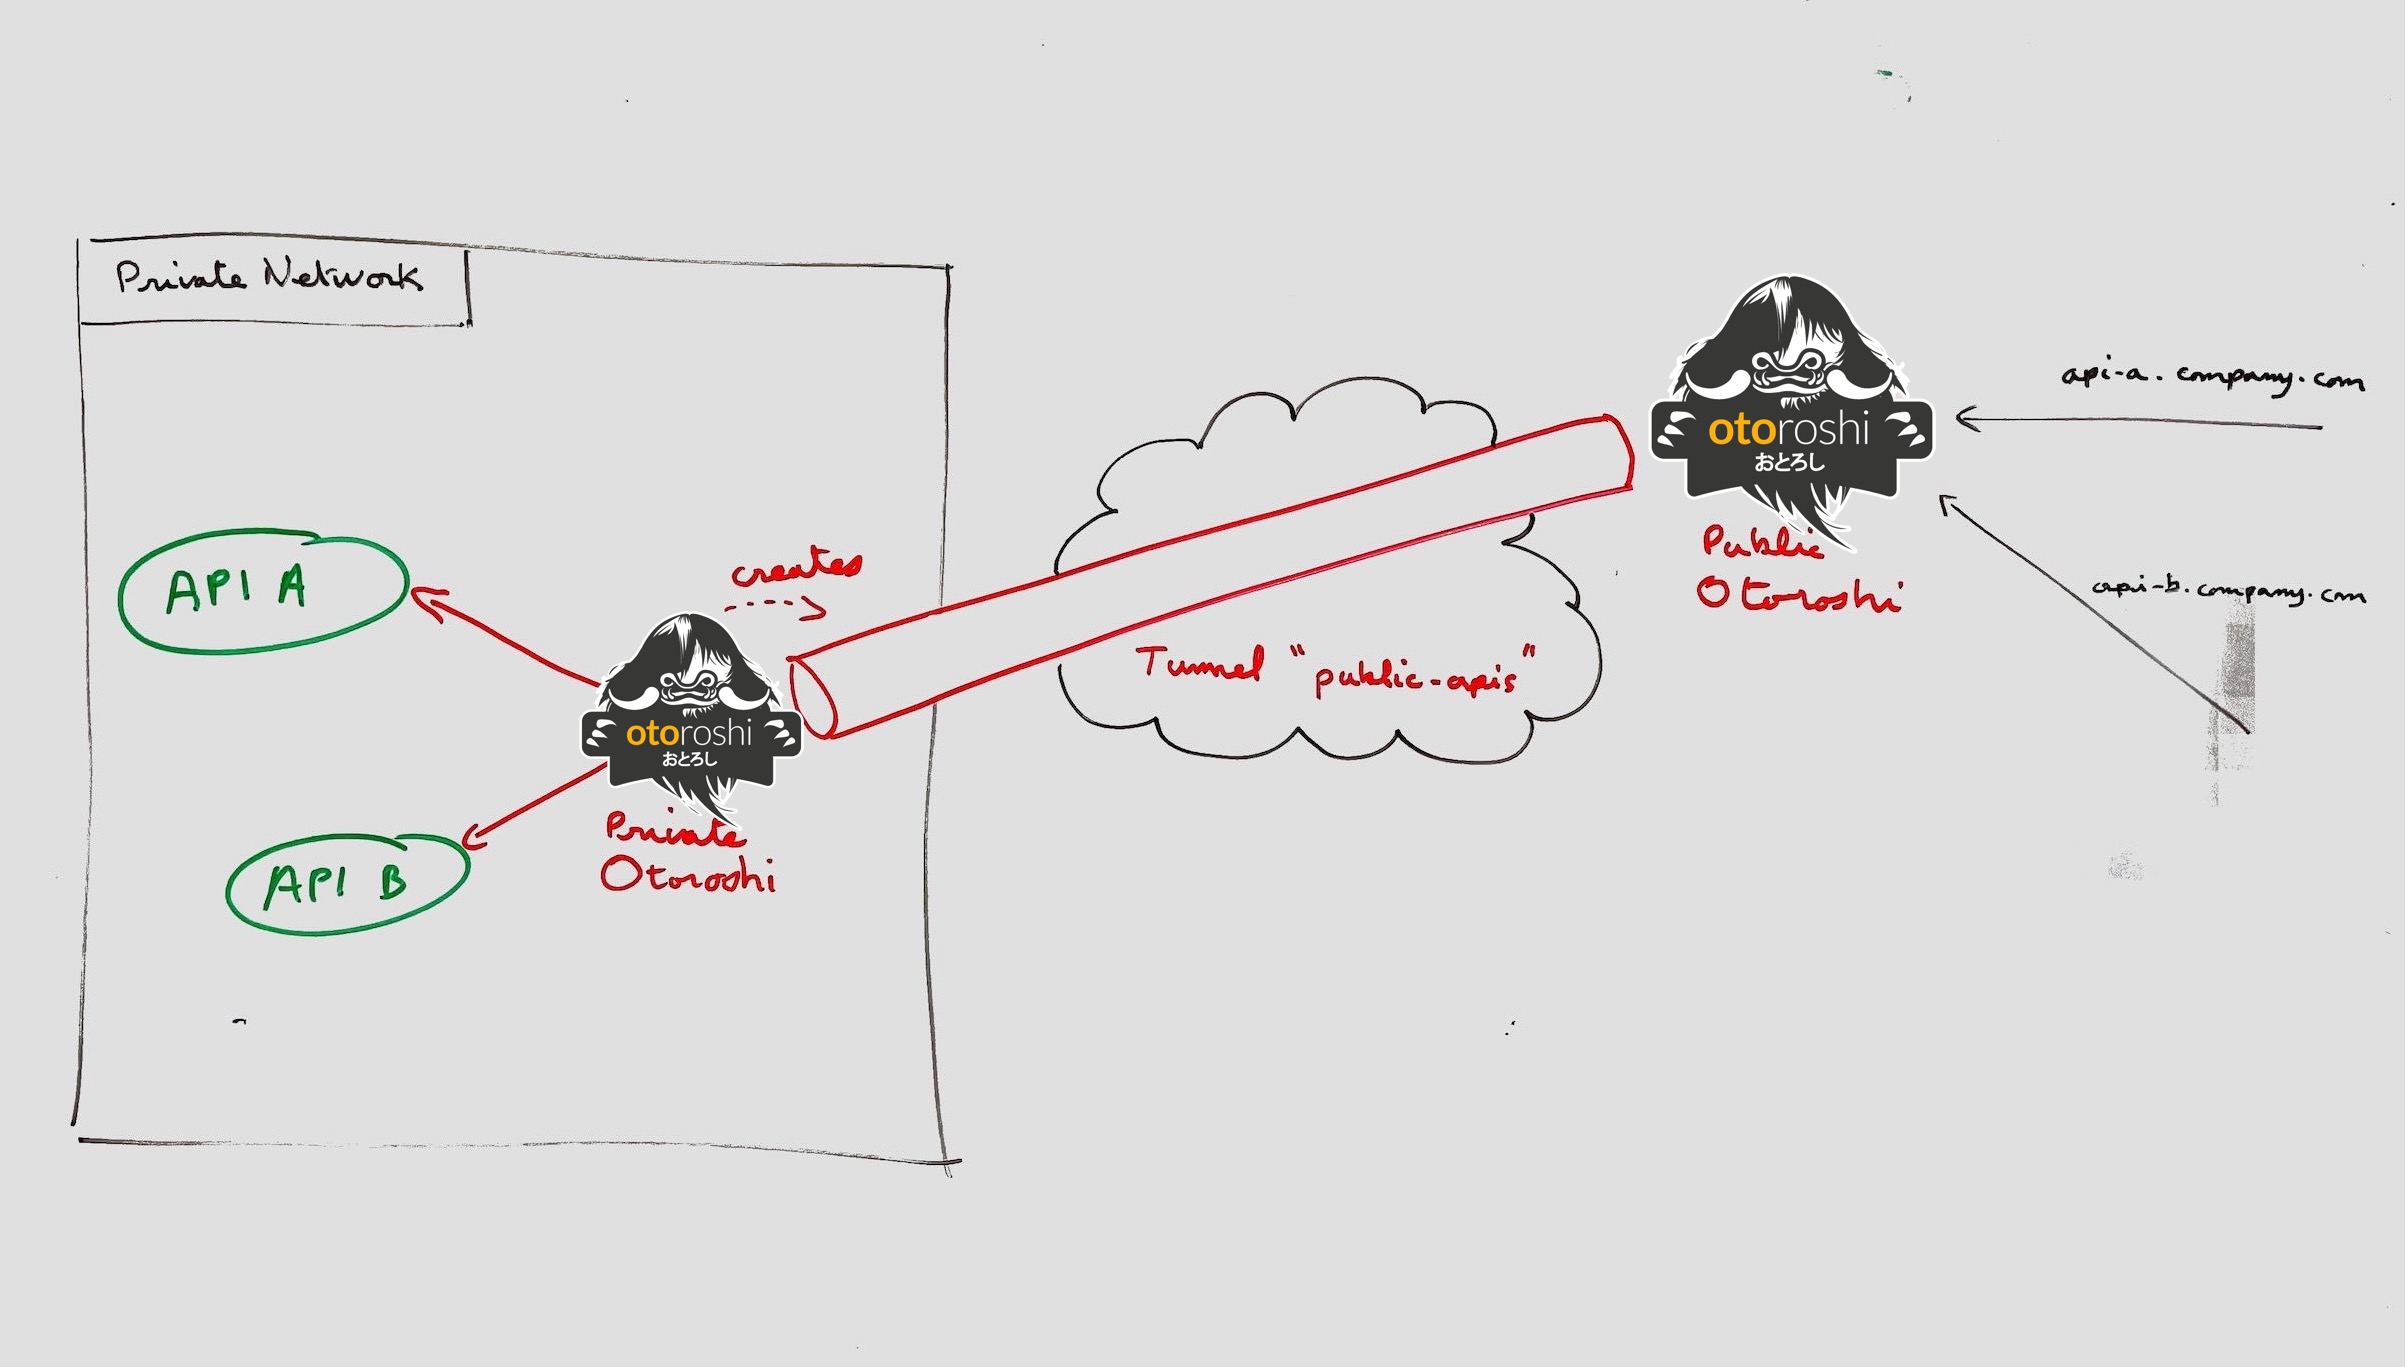 Private Network
API A
API B
creates
otoroshi
おとろし
Private
Otoroshi
Tunnel "public-apis"
otoroshi
おとろし
Public
Otoroshi
api-a.company.com
api-b.company.com